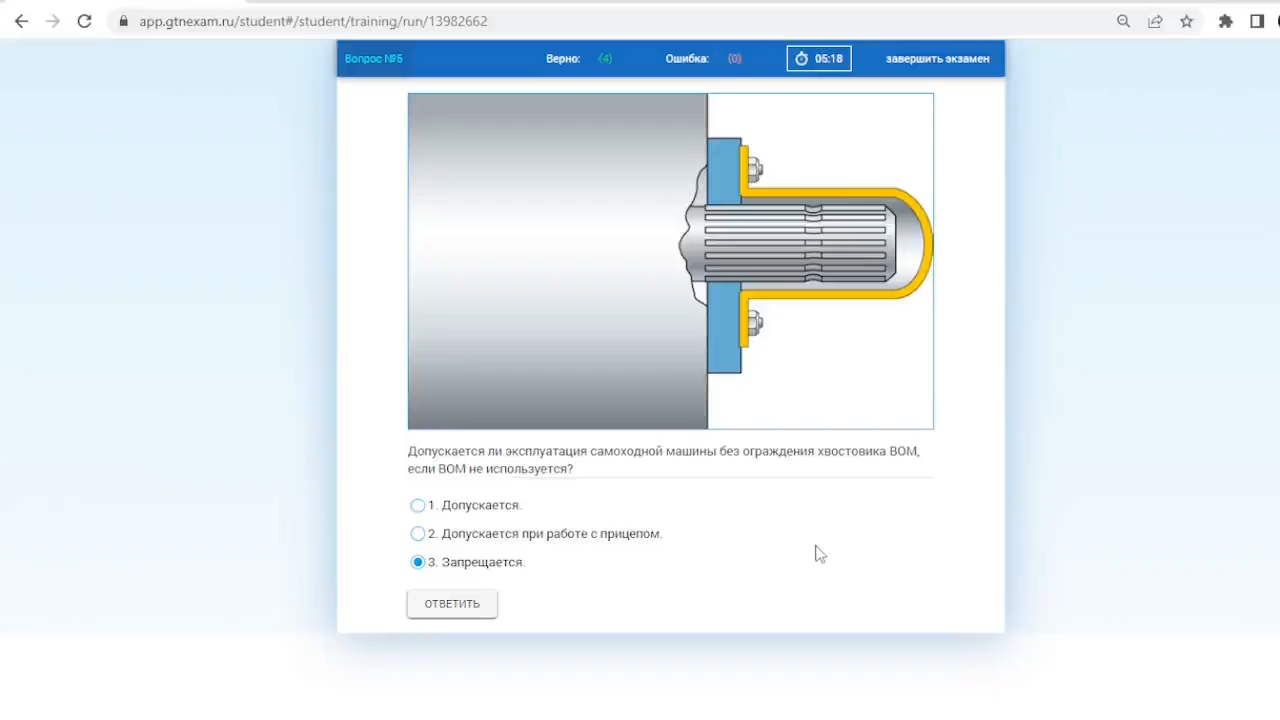 app.gtnexam.ru/student#/student/training/run/13982662
Вопрос №5 Верно: (4) Ошибка: (0) 05:18 завершить экзамен
Допускается ли эксплуатация самоходной машины без ограждения хвостовика ВОМ,
если ВОМ не используется?
1. Допускается.
2. Допускается при работе с прицепом.
3. Запрещается.
ОТВЕТИТЬ